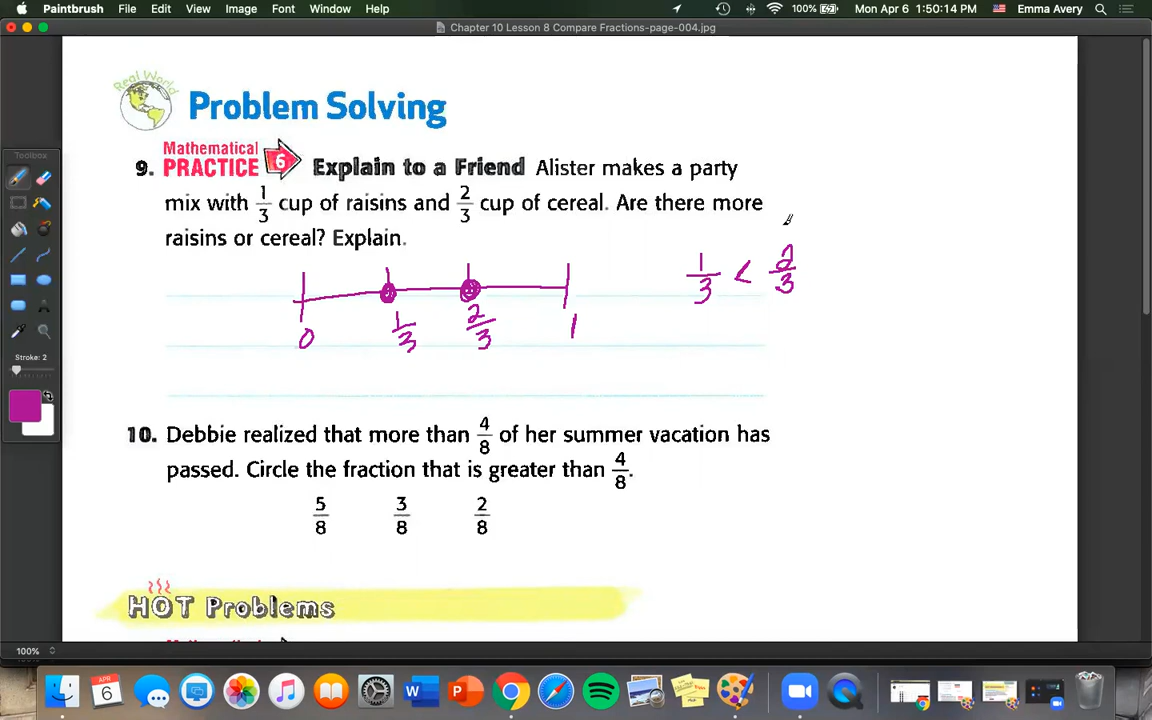 Paintbrush File Edit View Image Font Window Help 100% Mon Apr 6 1:50:14 PM Emma Avery
Chapter 10 Lesson 8 Compare Fractions-page-004.jpg
Real World
Problem Solving
Mathematical
9. PRACTICE 6 Explain to a Friend Alister makes a party
mix with 1/3 cup of raisins and 2/3 cup of cereal. Are there more
raisins or cereal? Explain.
1/3 < 2/3
0 1/3 2/3 1
10. Debbie realized that more than 4/8 of her summer vacation has
passed. Circle the fraction that is greater than 4/8.
5/8 3/8 2/8
HOT Problems
Toolbox
Stroke: 2
100%
APR
6
W P